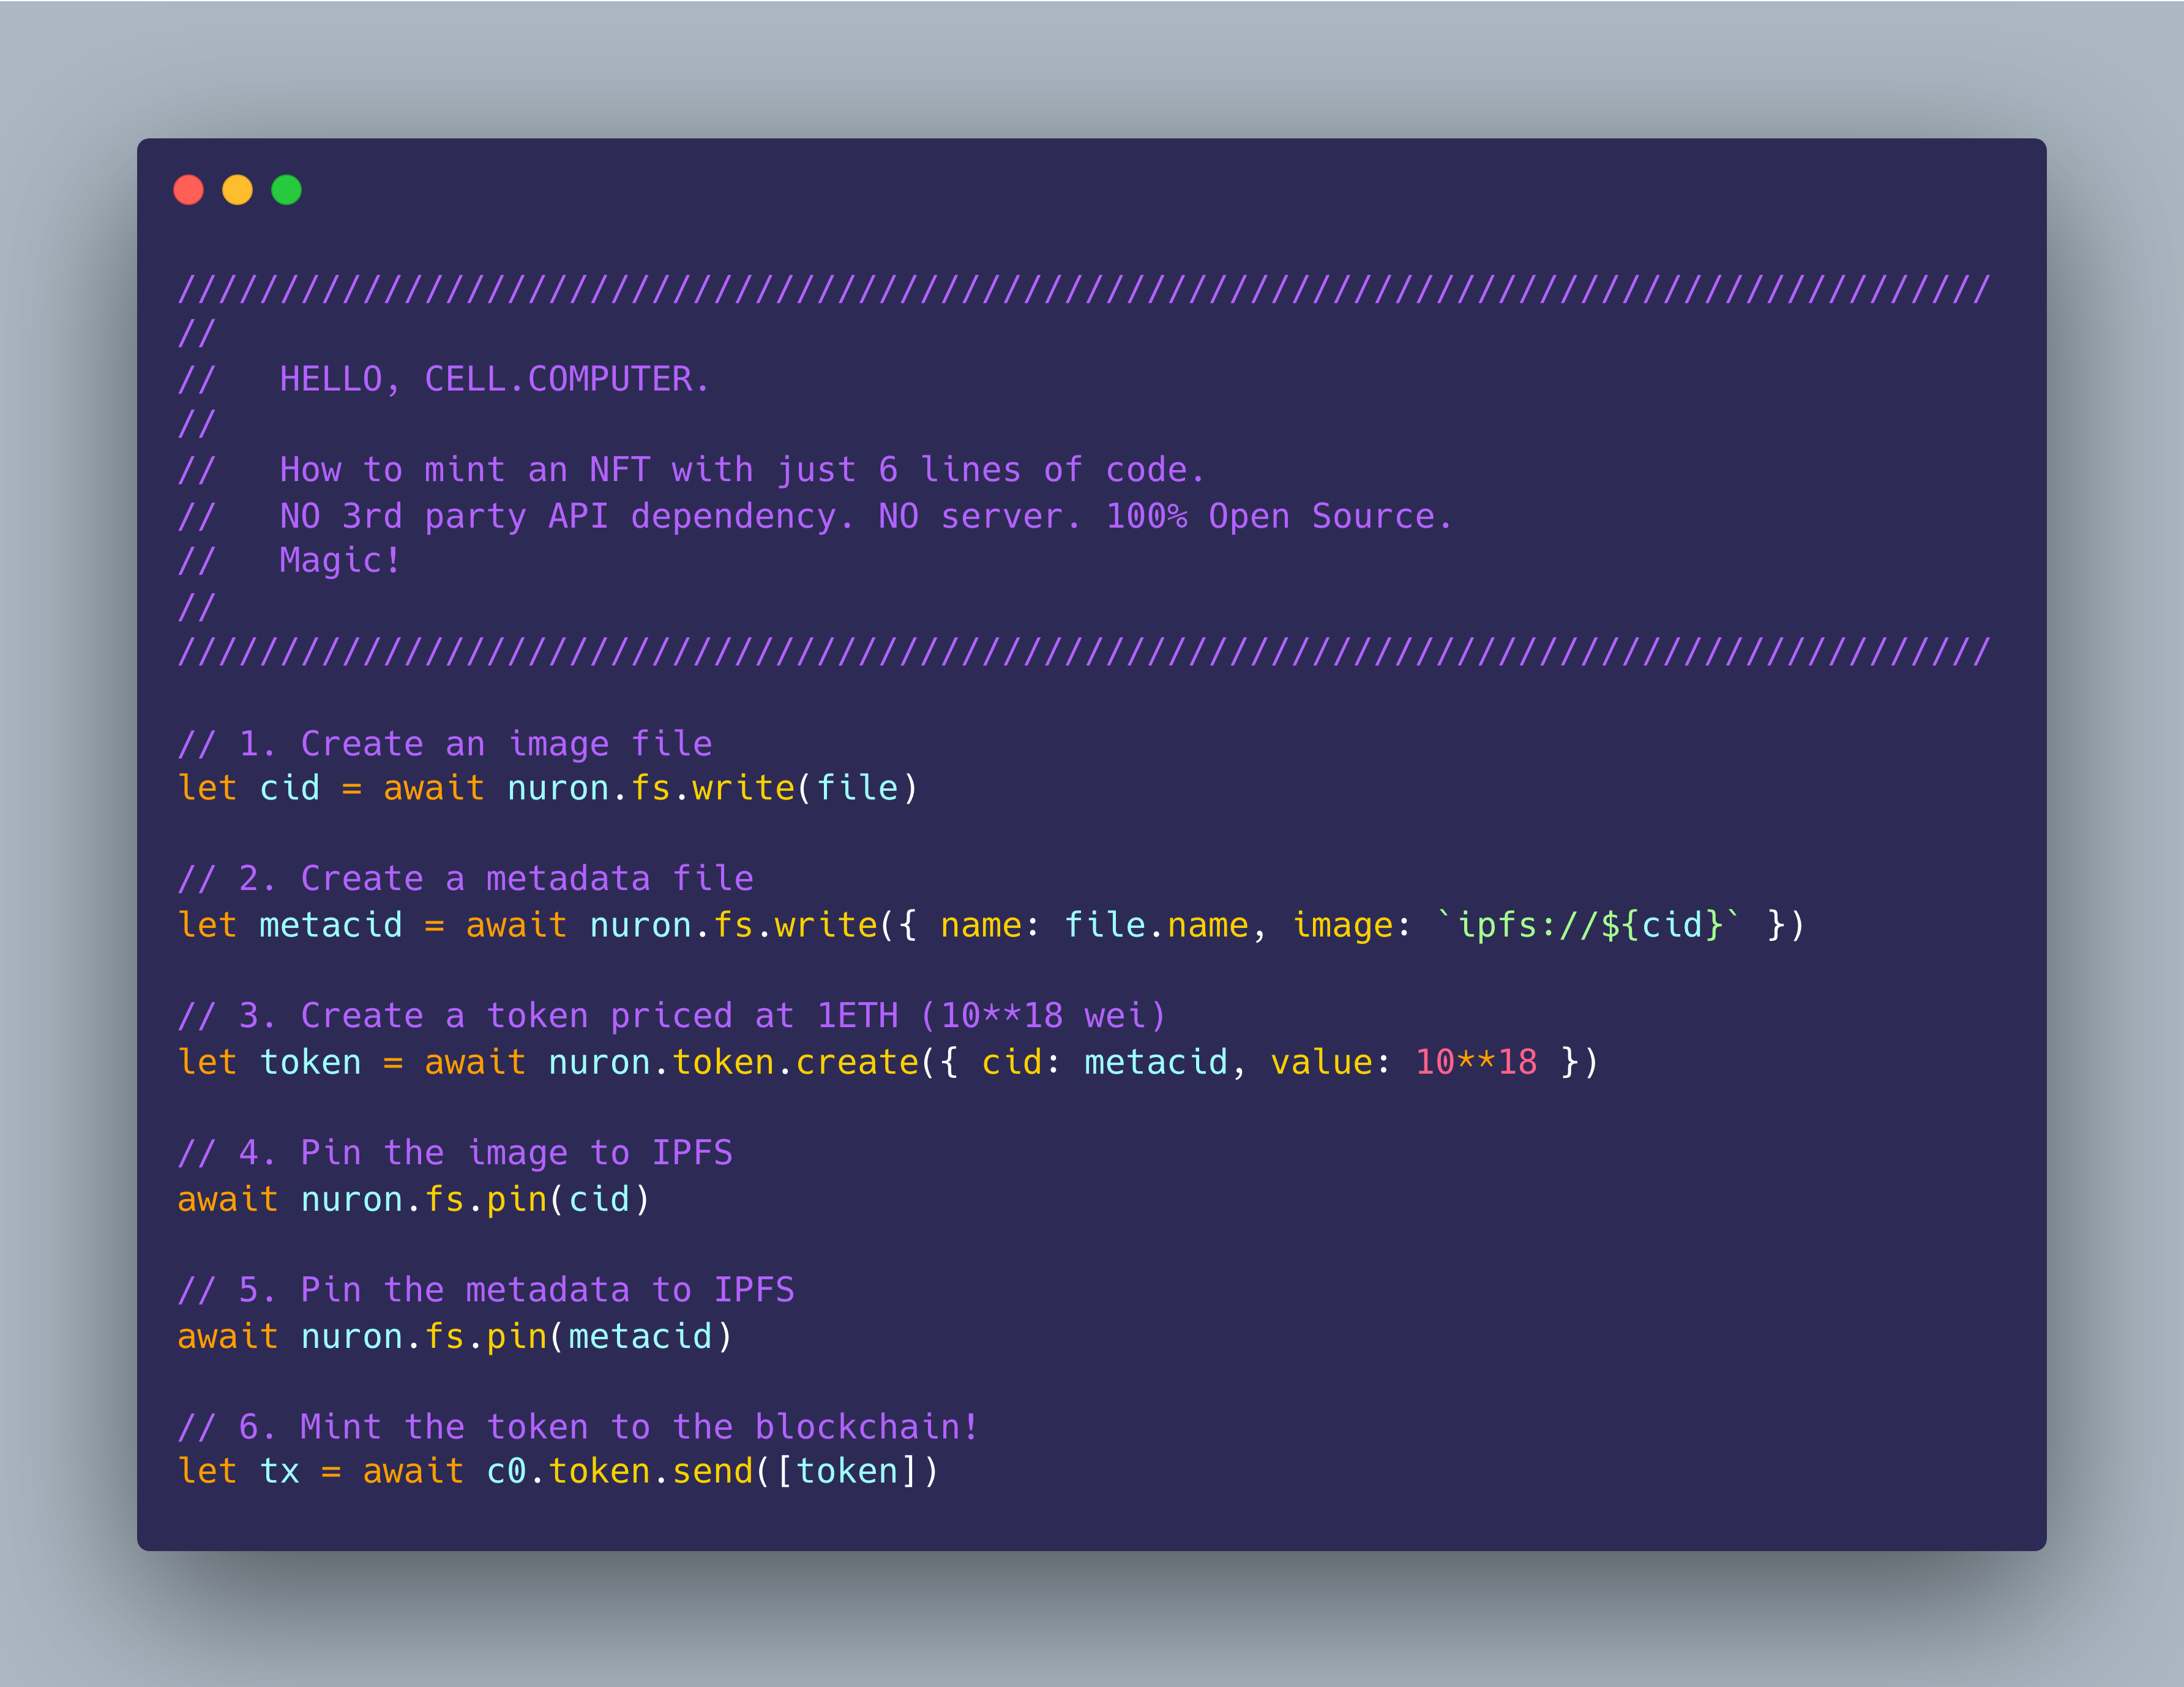 ////////////////////////////////////////////////////////////////////////////////////////
//
//   HELLO, CELL.COMPUTER.
//
//   How to mint an NFT with just 6 lines of code.
//   NO 3rd party API dependency. NO server. 100% Open Source.
//   Magic!
//
////////////////////////////////////////////////////////////////////////////////////////
// 1. Create an image file
let cid = await nuron.fs.write(file)
// 2. Create a metadata file
let metacid = await nuron.fs.write({ name: file.name, image: `ipfs://${cid}` })
// 3. Create a token priced at 1ETH (10**18 wei)
let token = await nuron.token.create({ cid: metacid, value: 10**18 })
// 4. Pin the image to IPFS
await nuron.fs.pin(cid)
// 5. Pin the metadata to IPFS
await nuron.fs.pin(metacid)
// 6. Mint the token to the blockchain!
let tx = await c0.token.send([token])